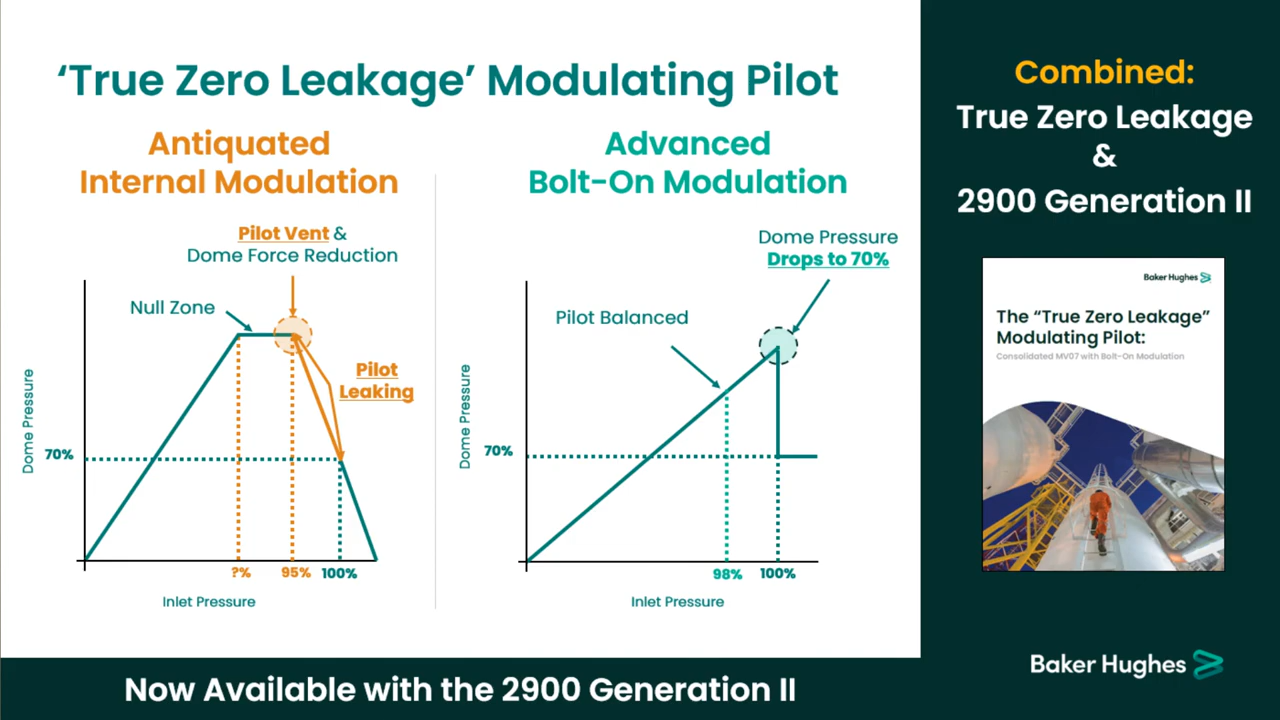 ‘True Zero Leakage’ Modulating Pilot
Antiquated
Internal Modulation
Pilot Vent &
Dome Force Reduction
Null Zone
Pilot
Leaking
Dome Pressure
70%
?%
95%
100%
Inlet Pressure
Advanced
Bolt-On Modulation
Dome Pressure
Drops to 70%
Pilot Balanced
Dome Pressure
70%
98%
100%
Inlet Pressure
Now Available with the 2900 Generation II
Combined:
True Zero Leakage
&
2900 Generation II
Baker Hughes
The “True Zero Leakage”
Modulating Pilot:
Consolidated MV07 with Bolt-On Modulation
Baker Hughes